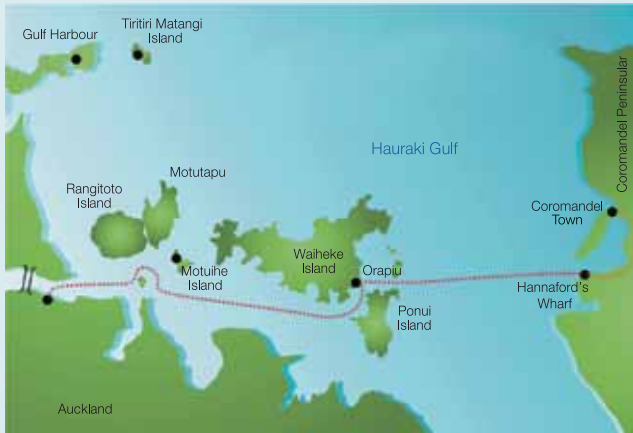 Gulf Harbour
Tiritiri Matangi
Island
Coromandel Peninsular
Hauraki Gulf
Motutapu
Rangitoto
Island
Coromandel
Town
Waiheke
Island
Orapiu
Motuihe
Island
Hannaford's
Wharf
Ponui
Island
Auckland